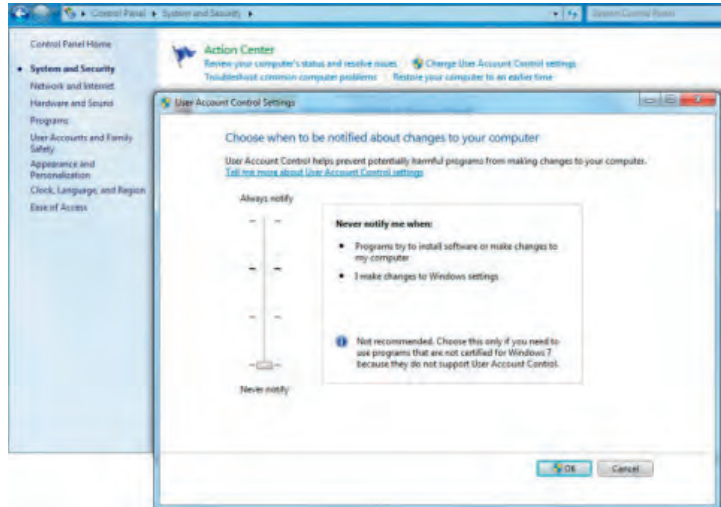 Control Panel ▸ System and Security ▸
Search Control Panel
Control Panel Home
System and Security
Network and Internet
Hardware and Sound
Programs
User Accounts and Family
Safety
Appearance and
Personalization
Clock, Language, and Region
Ease of Access
Action Center
Review your computer's status and resolve issues
Change User Account Control settings
Troubleshoot common computer problems
Restore your computer to an earlier time
User Account Control Settings
Choose when to be notified about changes to your computer
User Account Control helps prevent potentially harmful programs from making changes to your computer.
Tell me more about User Account Control settings
Always notify
Never notify me when:
• Programs try to install software or make changes to
my computer
• I make changes to Windows settings
Not recommended. Choose this only if you need to
use programs that are not certified for Windows 7
because they do not support User Account Control.
Never notify
OK
Cancel